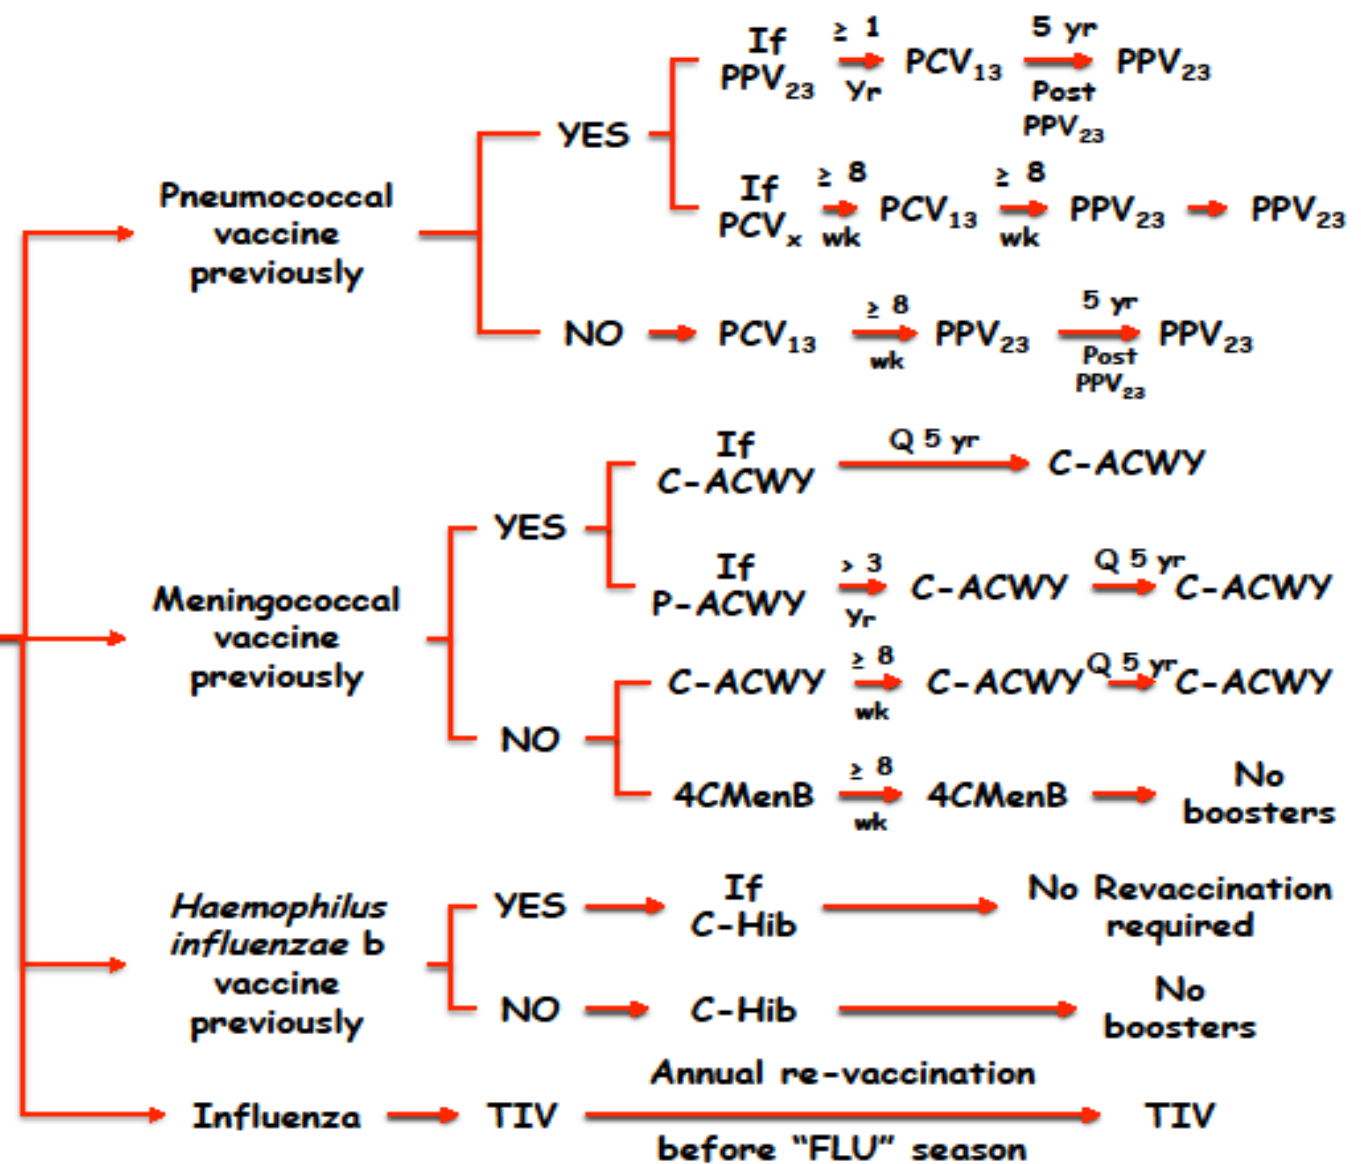 Pneumococcal
vaccine
previously
YES
If
PPV23
≥ 1
Yr
PCV13
5 yr
Post
PPV23
PPV23
If
PCVx
≥ 8
wk
PCV13
≥ 8
wk
PPV23
PPV23
NO
PCV13
≥ 8
wk
PPV23
5 yr
Post
PPV23
PPV23
Meningococcal
vaccine
previously
YES
If
C-ACWY
Q 5 yr
C-ACWY
If
P-ACWY
> 3
Yr
C-ACWY
Q 5 yr
C-ACWY
NO
C-ACWY
≥ 8
wk
C-ACWY
Q 5 yr
C-ACWY
4CMenB
≥ 8
wk
4CMenB
No
boosters
Haemophilus
influenzae b
vaccine
previously
YES
If
C-Hib
No Revaccination
required
NO
C-Hib
No
boosters
Influenza
TIV
Annual re-vaccination
before “FLU” season
TIV